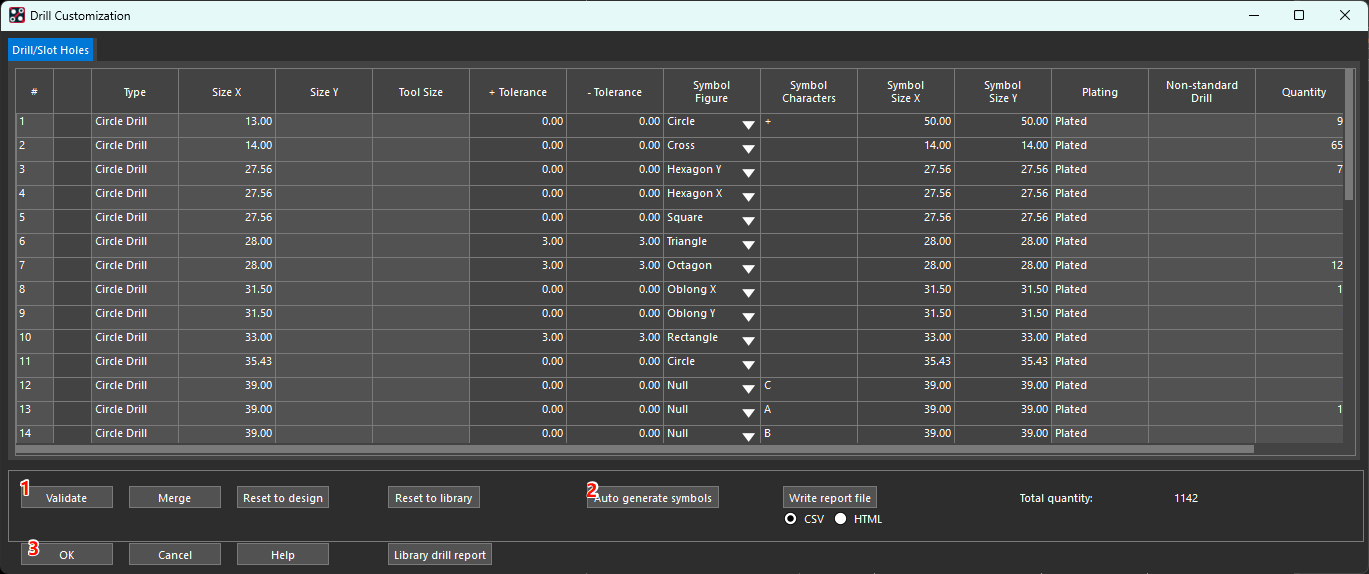 Drill Customization
Drill/Slot Holes
# Type Size X Size Y Tool Size + Tolerance - Tolerance Symbol Figure Symbol Characters Symbol Size X Symbol Size Y Plating Non-standard Drill Quantity
1 Circle Drill 13.00 0.00 0.00 Circle + 50.00 50.00 Plated 9
2 Circle Drill 14.00 0.00 0.00 Cross 14.00 14.00 Plated 65
3 Circle Drill 27.56 0.00 0.00 Hexagon Y 27.56 27.56 Plated 7
4 Circle Drill 27.56 0.00 0.00 Hexagon X 27.56 27.56 Plated
5 Circle Drill 27.56 0.00 0.00 Square 27.56 27.56 Plated
6 Circle Drill 28.00 3.00 3.00 Triangle 28.00 28.00 Plated
7 Circle Drill 28.00 3.00 3.00 Octagon 28.00 28.00 Plated 12
8 Circle Drill 31.50 0.00 0.00 Oblong X 31.50 31.50 Plated 1
9 Circle Drill 31.50 0.00 0.00 Oblong Y 31.50 31.50 Plated
10 Circle Drill 33.00 3.00 3.00 Rectangle 33.00 33.00 Plated
11 Circle Drill 35.43 0.00 0.00 Circle 35.43 35.43 Plated
12 Circle Drill 39.00 0.00 0.00 Null C 39.00 39.00 Plated
13 Circle Drill 39.00 0.00 0.00 Null A 39.00 39.00 Plated 1
14 Circle Drill 39.00 0.00 0.00 Null B 39.00 39.00 Plated
1 Validate Merge Reset to design Reset to library 2 Auto generate symbols Write report file Total quantity: 1142
CSV HTML
3 OK Cancel Help Library drill report